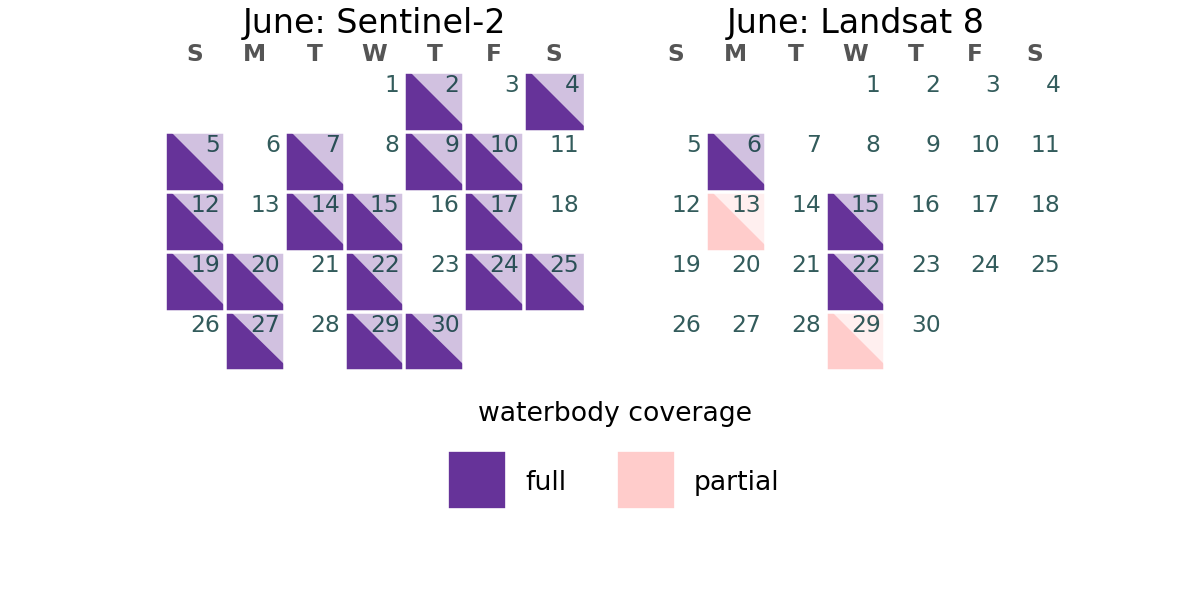 June: Sentinel-2
S M T W T F S
1 2 3 4
5 6 7 8 9 10 11
12 13 14 15 16 17 18
19 20 21 22 23 24 25
26 27 28 29 30
June: Landsat 8
S M T W T F S
1 2 3 4
5 6 7 8 9 10 11
12 13 14 15 16 17 18
19 20 21 22 23 24 25
26 27 28 29 30
waterbody coverage
full partial